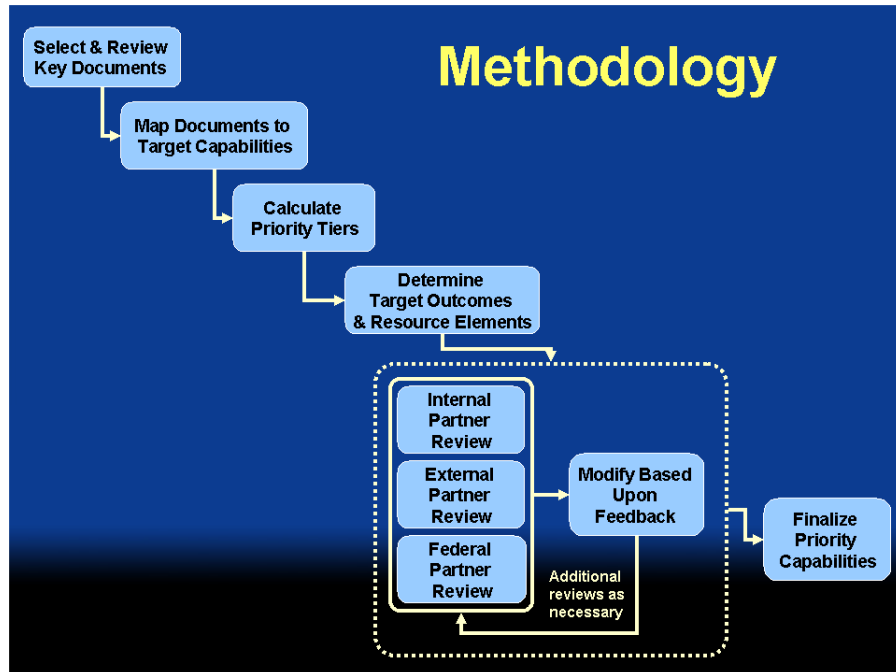 Methodology
Select & Review
Key Documents
Map Documents to
Target Capabilities
Calculate
Priority Tiers
Determine
Target Outcomes
& Resource Elements
Internal
Partner
Review
External
Partner
Review
Federal
Partner
Review
Modify Based
Upon
Feedback
Additional
reviews as
necessary
Finalize
Priority
Capabilities